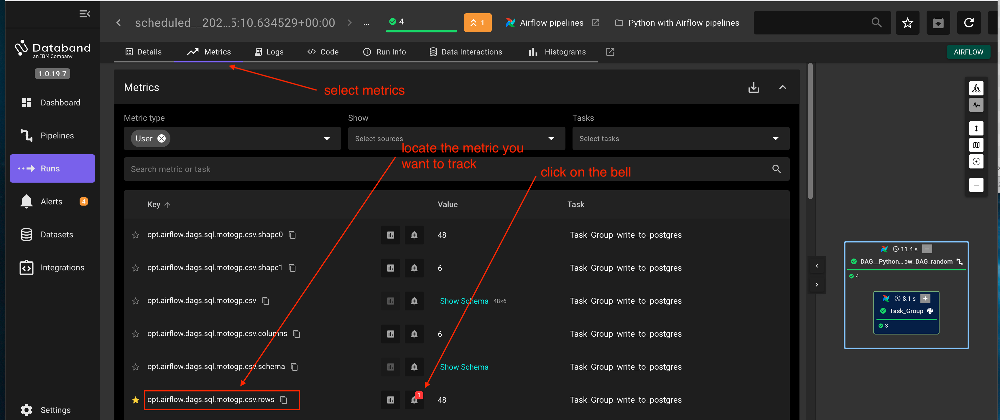 scheduled__202...5:10.634529+00:00
...
4
1
Airflow pipelines
Python with Airflow pipelines
Databand
an IBM Company
1.0.19.7
Details
Metrics
Logs
Code
Run Info
Data Interactions
Histograms
AIRFLOW
Metrics
select metrics
Dashboard
Pipelines
Runs
Alerts
4
Datasets
Integrations
Settings
Metric type
Show
Tasks
User
Select sources
Select tasks
locate the metric you
want to track
Search metric or task
click on the bell
Key
Value
Task
opt.airflow.dags.sql.motogp.csv.shape0
48
Task_Group_write_to_postgres
opt.airflow.dags.sql.motogp.csv.shape1
6
Task_Group_write_to_postgres
opt.airflow.dags.sql.motogp.csv
Show Schema 48×6
Task_Group_write_to_postgres
opt.airflow.dags.sql.motogp.csv.columns
6
Task_Group_write_to_postgres
opt.airflow.dags.sql.motogp.csv.schema
Show Schema
Task_Group_write_to_postgres
opt.airflow.dags.sql.motogp.csv.rows
1
48
Task_Group_write_to_postgres
11.4 s
DAG__Python... ow_DAG_random
4
8.1 s
Task_Group
3